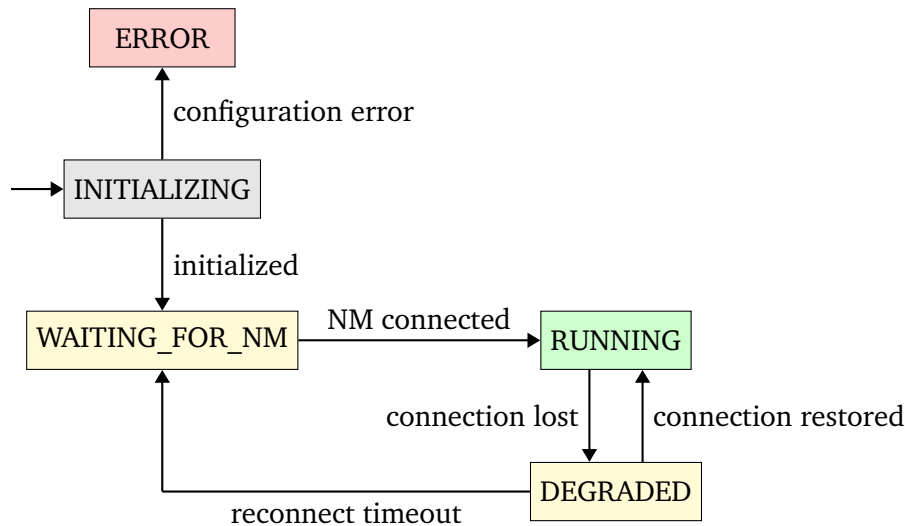 ERROR
configuration error
INITIALIZING
initialized
WAITING_FOR_NM
NM connected
RUNNING
connection lost
connection restored
DEGRADED
reconnect timeout